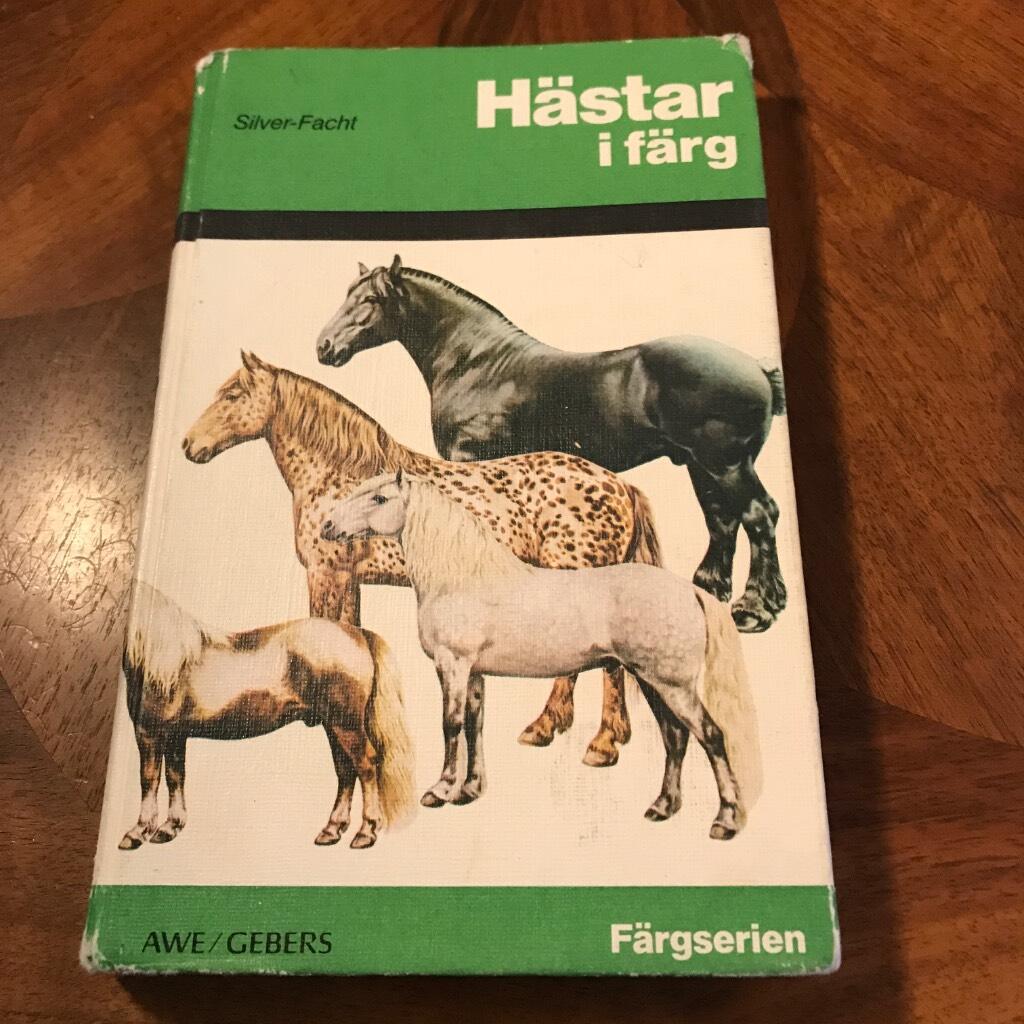 Silver-Facht
Hästar
i färg
AWE/GEBERS
Färgserien